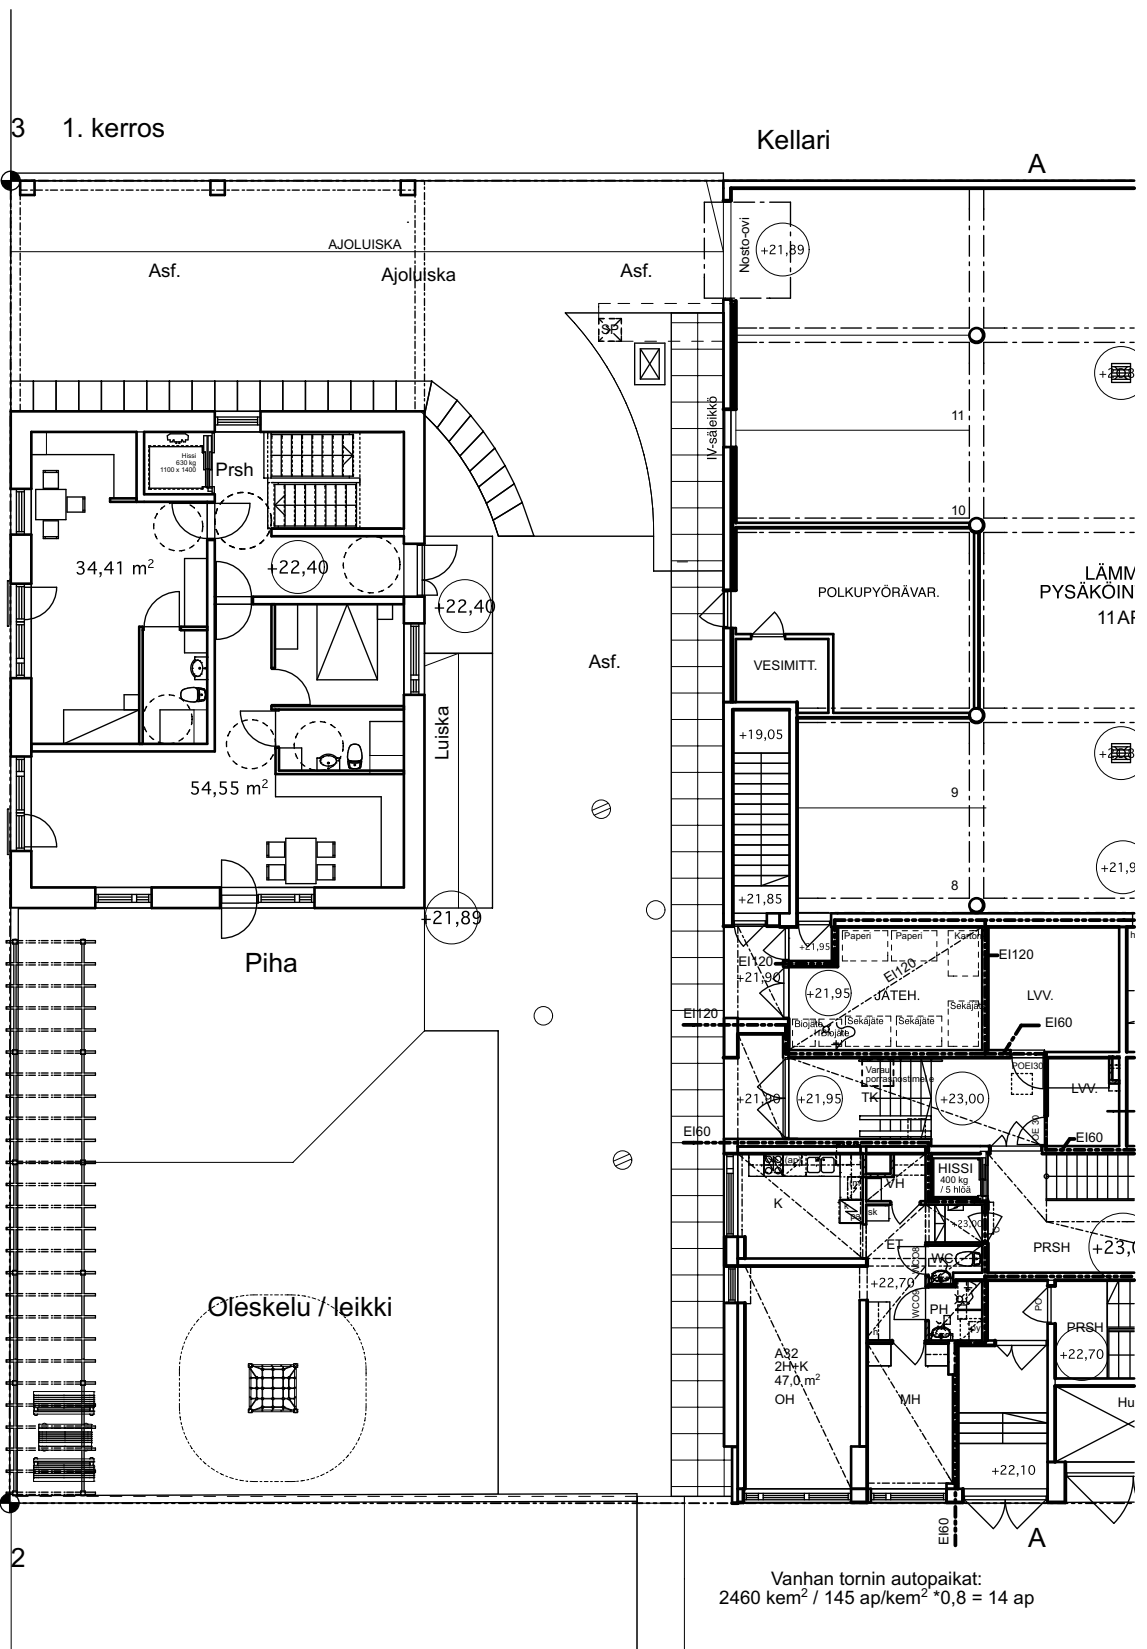 3 1. kerros
Kellari
A
AJOLUISKA
Asf.
Ajoluiska
Asf.
Nosto-ovi
+21,89
SP
IV-säleikkö
11
10
Hissi
630 kg
1100 x 1400
Prsh
34,41 m²
+22,40
+22,40
POLKUPYÖRÄVAR.
LÄMM
PYSÄKÖIN
11AP
VESIMITT.
Asf.
Luiska
+19,05
54,55 m²
9
8
+21,85
+21,89
Piha
+21,95
Paperi
Paperi
EI120
EI120
EI120
+21,90
+21,95
JÄTEH.
LVV.
Sekajäte
Sekajäte
Sekajäte
Biojäte
Biojäte
EI120
EI60
Varau
porrasnostimelle
POEI30
+21,90
+21,95
TK
+23,00
LVV.
EI60
EI60
HISSI
400 kg
/ 5 hlöä
K
VH
+23,00
ET
WC
PRSH
+23,0
+22,70
PH
Oleskelu / leikki
PRSH
+22,70
A32
2H+K
47,0 m²
OH
MH
Hu
+22,10
EI60
A
2
Vanhan tornin autopaikat:
2460 kem² / 145 ap/kem² *0,8 = 14 ap